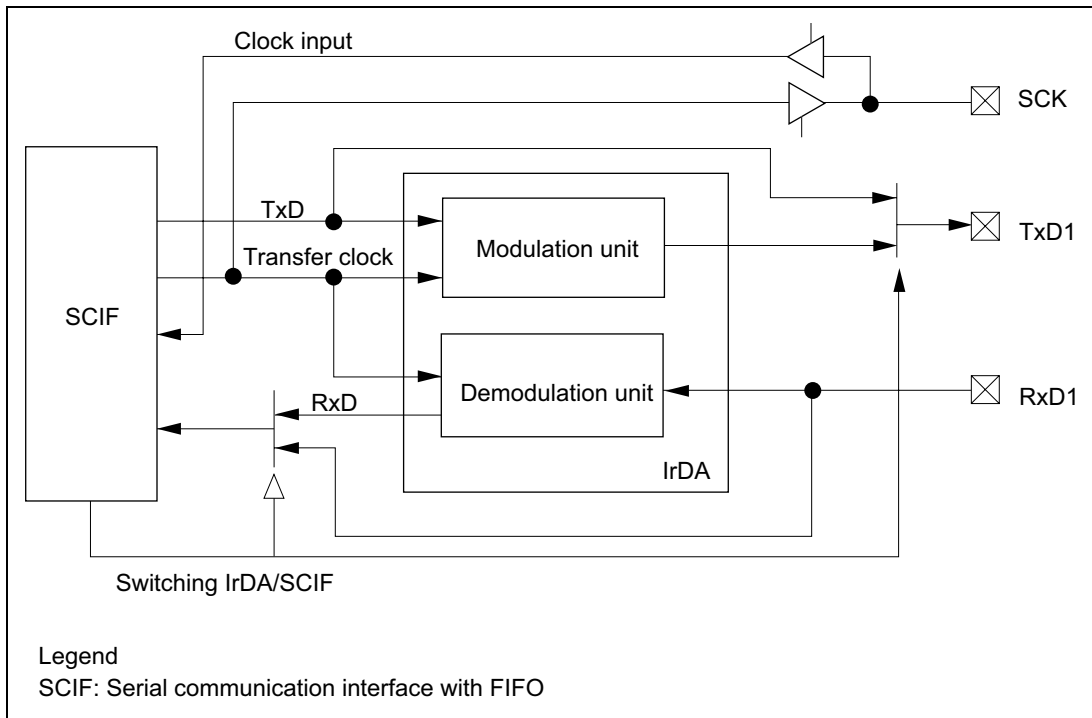 Clock input
SCK
TxD
TxD1
Modulation unit
Transfer clock
SCIF
Demodulation unit
RxD
RxD1
IrDA
Switching IrDA/SCIF
Legend
SCIF: Serial communication interface with FIFO